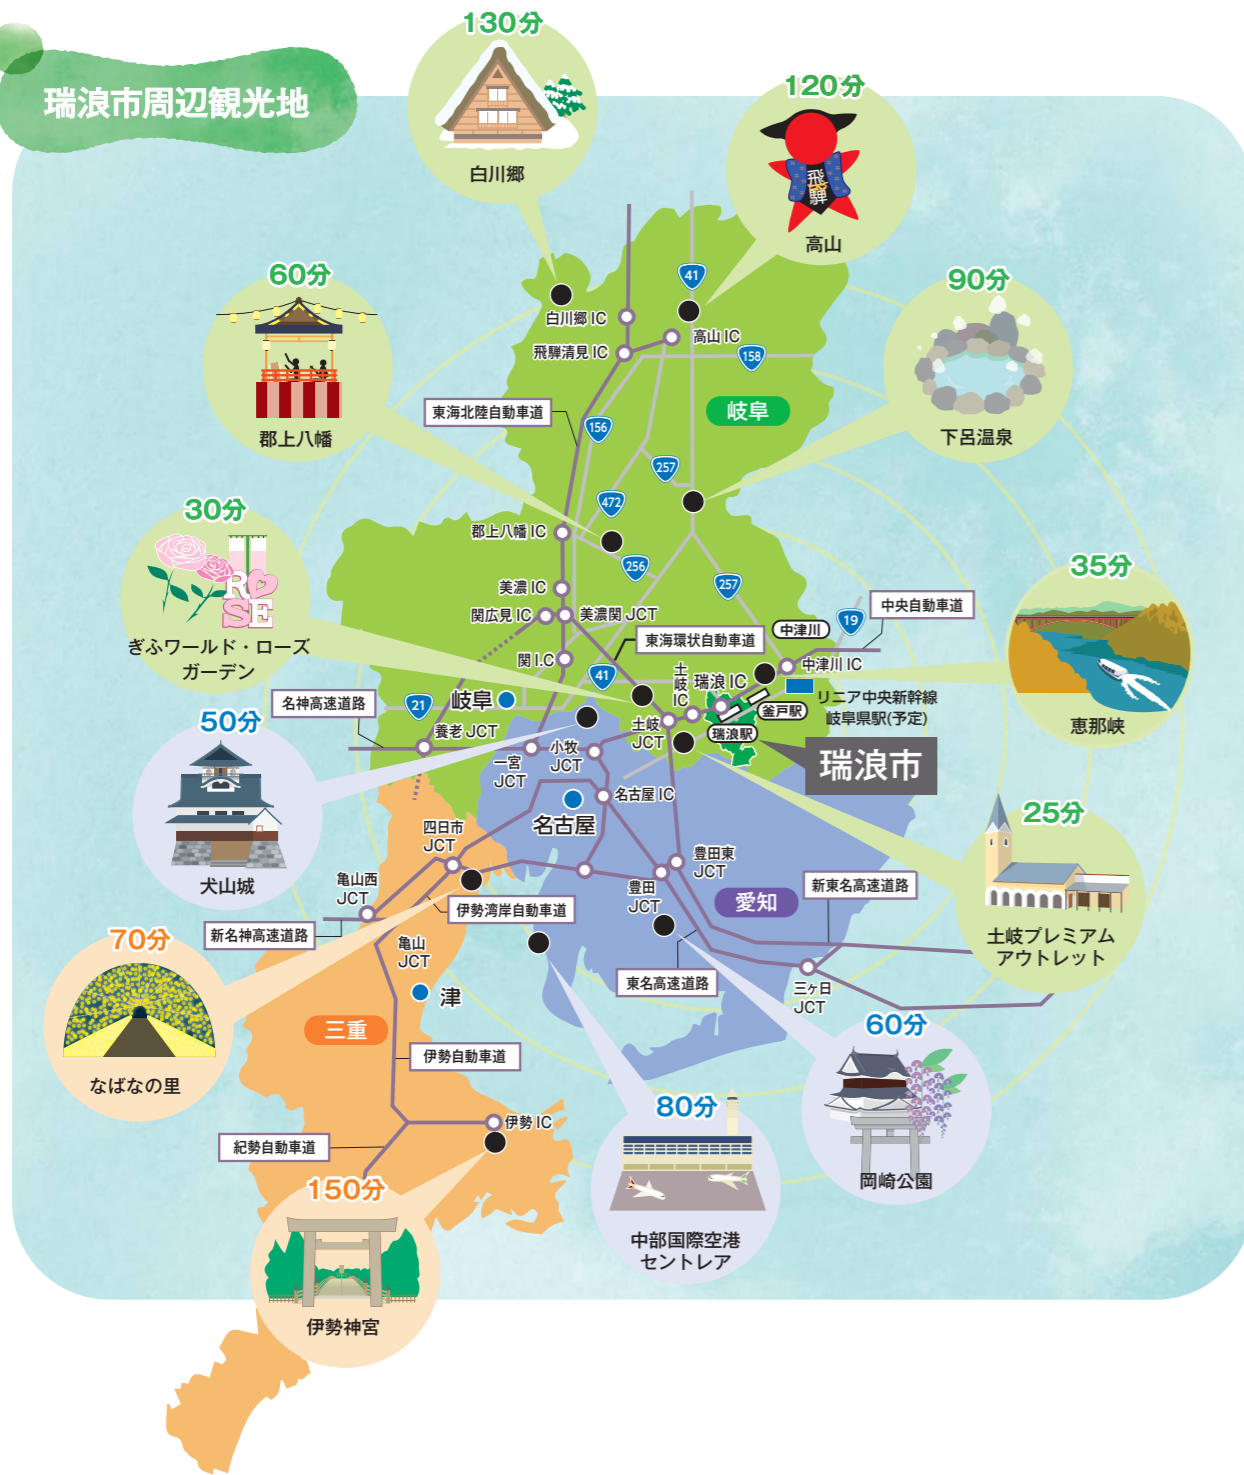 瑞浪市周辺観光地
130分
白川郷
120分
飛騨
高山
60分
郡上八幡
90分
下呂温泉
41
白川郷 IC
飛騨清見 IC
高山 IC
158
岐阜
東海北陸自動車道
156
257
472
30分
ROSE
ぎふワールド・ローズ
ガーデン
郡上八幡 IC
256
美濃 IC
関広見 IC
美濃関 JCT
257
35分
恵那峡
中央自動車道
19
中津川
中津川 IC
東海環状自動車道
関 I.C
41
土岐 IC
瑞浪 IC
釜戸駅
瑞浪駅
リニア中央新幹線
岐阜県駅(予定)
名神高速道路
21
岐阜
養老 JCT
土岐
JCT
瑞浪市
50分
犬山城
一宮
JCT
小牧
JCT
名古屋 IC
名古屋
25分
土岐プレミアム
アウトレット
四日市
JCT
豊田東
JCT
豊田
JCT
愛知
新東名高速道路
亀山西
JCT
伊勢湾岸自動車道
新名神高速道路
70分
なばなの里
亀山
JCT
津
東名高速道路
三ヶ日
JCT
三重
伊勢自動車道
60分
岡崎公園
80分
中部国際空港
セントレア
伊勢 IC
紀勢自動車道
150分
伊勢神宮